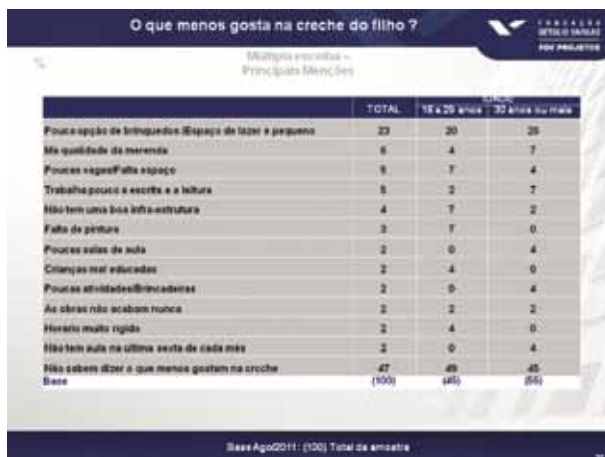 O que menos gosta na creche do filho ?
FUNDAÇÃO
GETULIO VARGAS
FGV PROJETOS
%
Múltipla escolha –
Principais Menções
IDADE
TOTAL 18 a 29 anos 30 anos ou mais
Pouca opção de brinquedos /Espaço de lazer é pequeno 23 20 25
Má qualidade da merenda 6 4 7
Poucas vagas/Falta espaço 5 7 4
Trabalha pouco a escrita e a leitura 5 2 7
Não tem uma boa infra-estrutura 4 7 2
Falta de pintura 3 7 0
Poucas salas de aula 2 0 4
Crianças mal educadas 2 4 0
Poucas atividades/Brincadeiras 2 0 4
As obras não acabam nunca 2 2 2
Horário muito rígido 2 4 0
Não tem aula na última sexta de cada mês 2 0 4
Não sabem dizer o que menos gostam na creche 47 49 45
Base (100) (45) (55)
Base Ago/2011: (100) Total da amostra